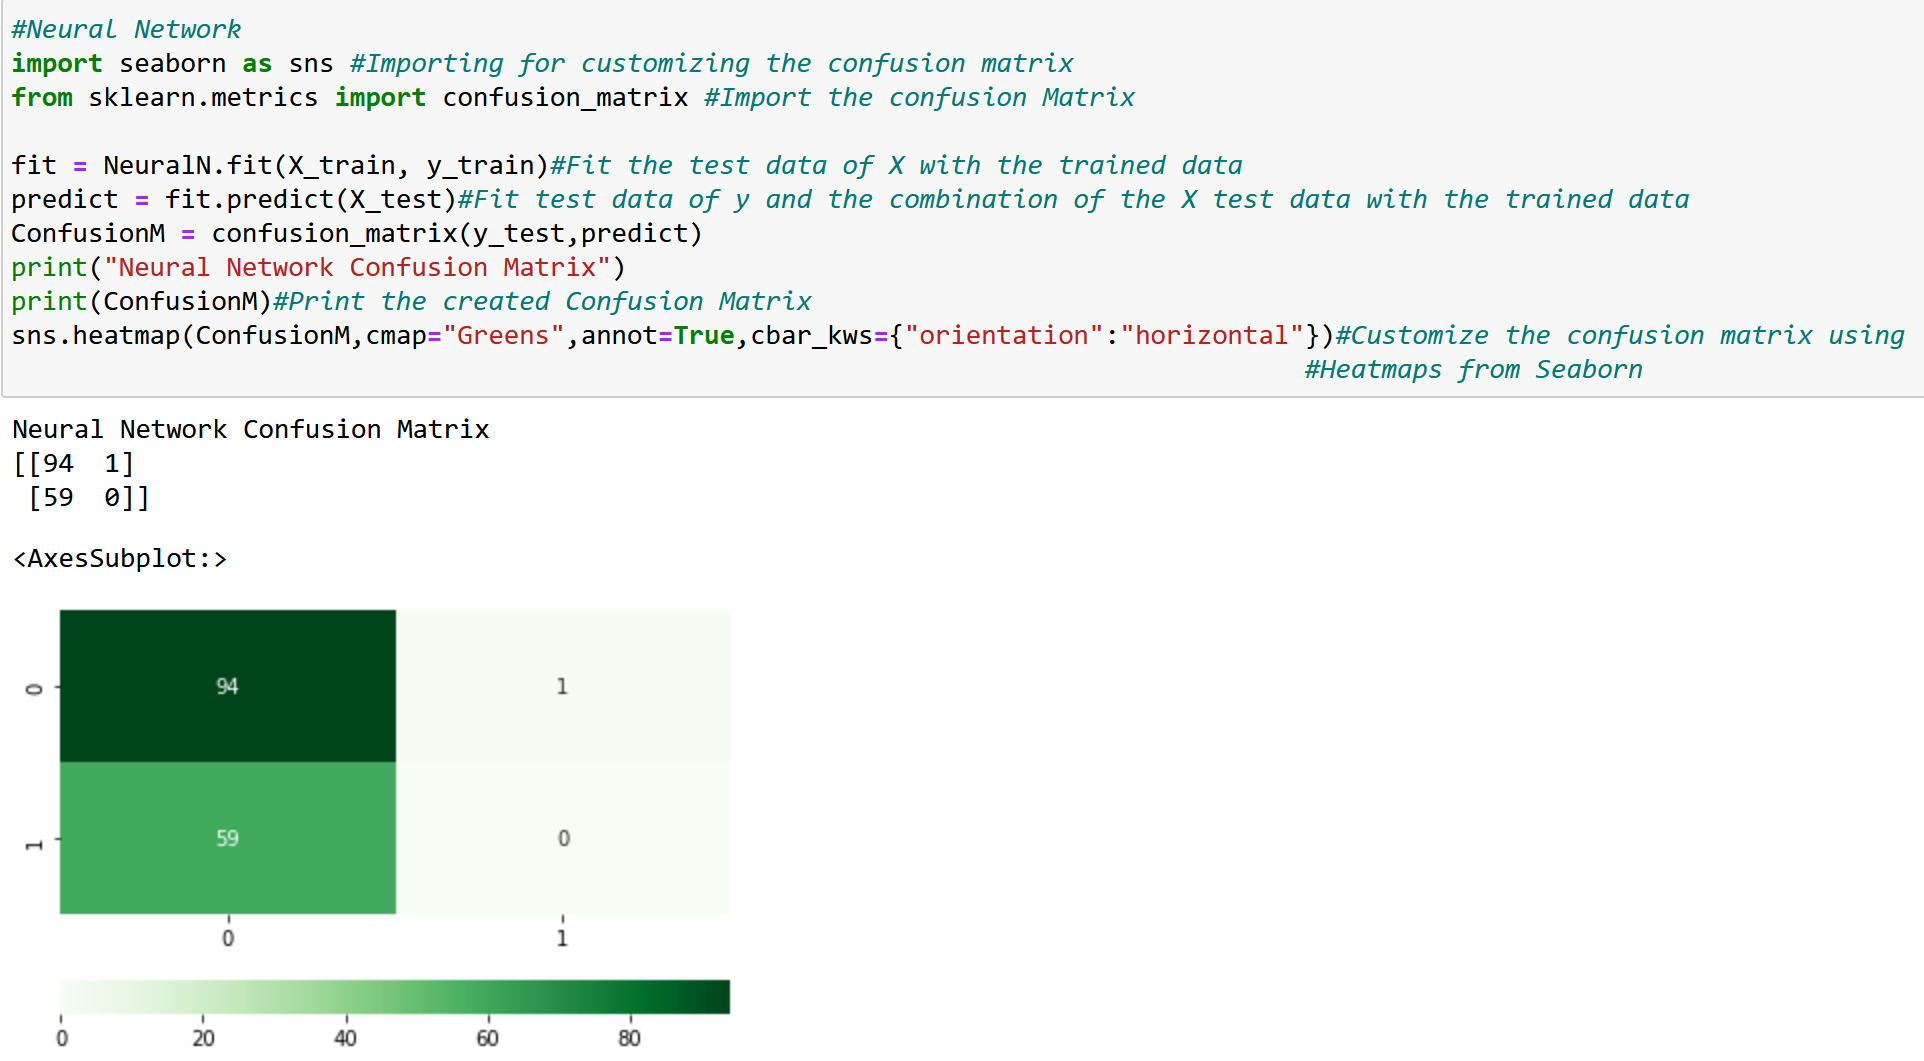 #Neural Network
import seaborn as sns #Importing for customizing the confusion matrix
from sklearn.metrics import confusion_matrix #Import the confusion Matrix
fit = NeuralN.fit(X_train, y_train)#Fit the test data of X with the trained data
predict = fit.predict(X_test)#Fit test data of y and the combination of the X test data with the trained data
ConfusionM = confusion_matrix(y_test,predict)
print("Neural Network Confusion Matrix")
print(ConfusionM)#Print the created Confusion Matrix
sns.heatmap(ConfusionM,cmap="Greens",annot=True,cbar_kws={"orientation":"horizontal"})#Customize the confusion matrix using
#Heatmaps from Seaborn
Neural Network Confusion Matrix
[[94  1]
 [59  0]]
<AxesSubplot:>
0 94 1
1 59 0
0 1
0 20 40 60 80